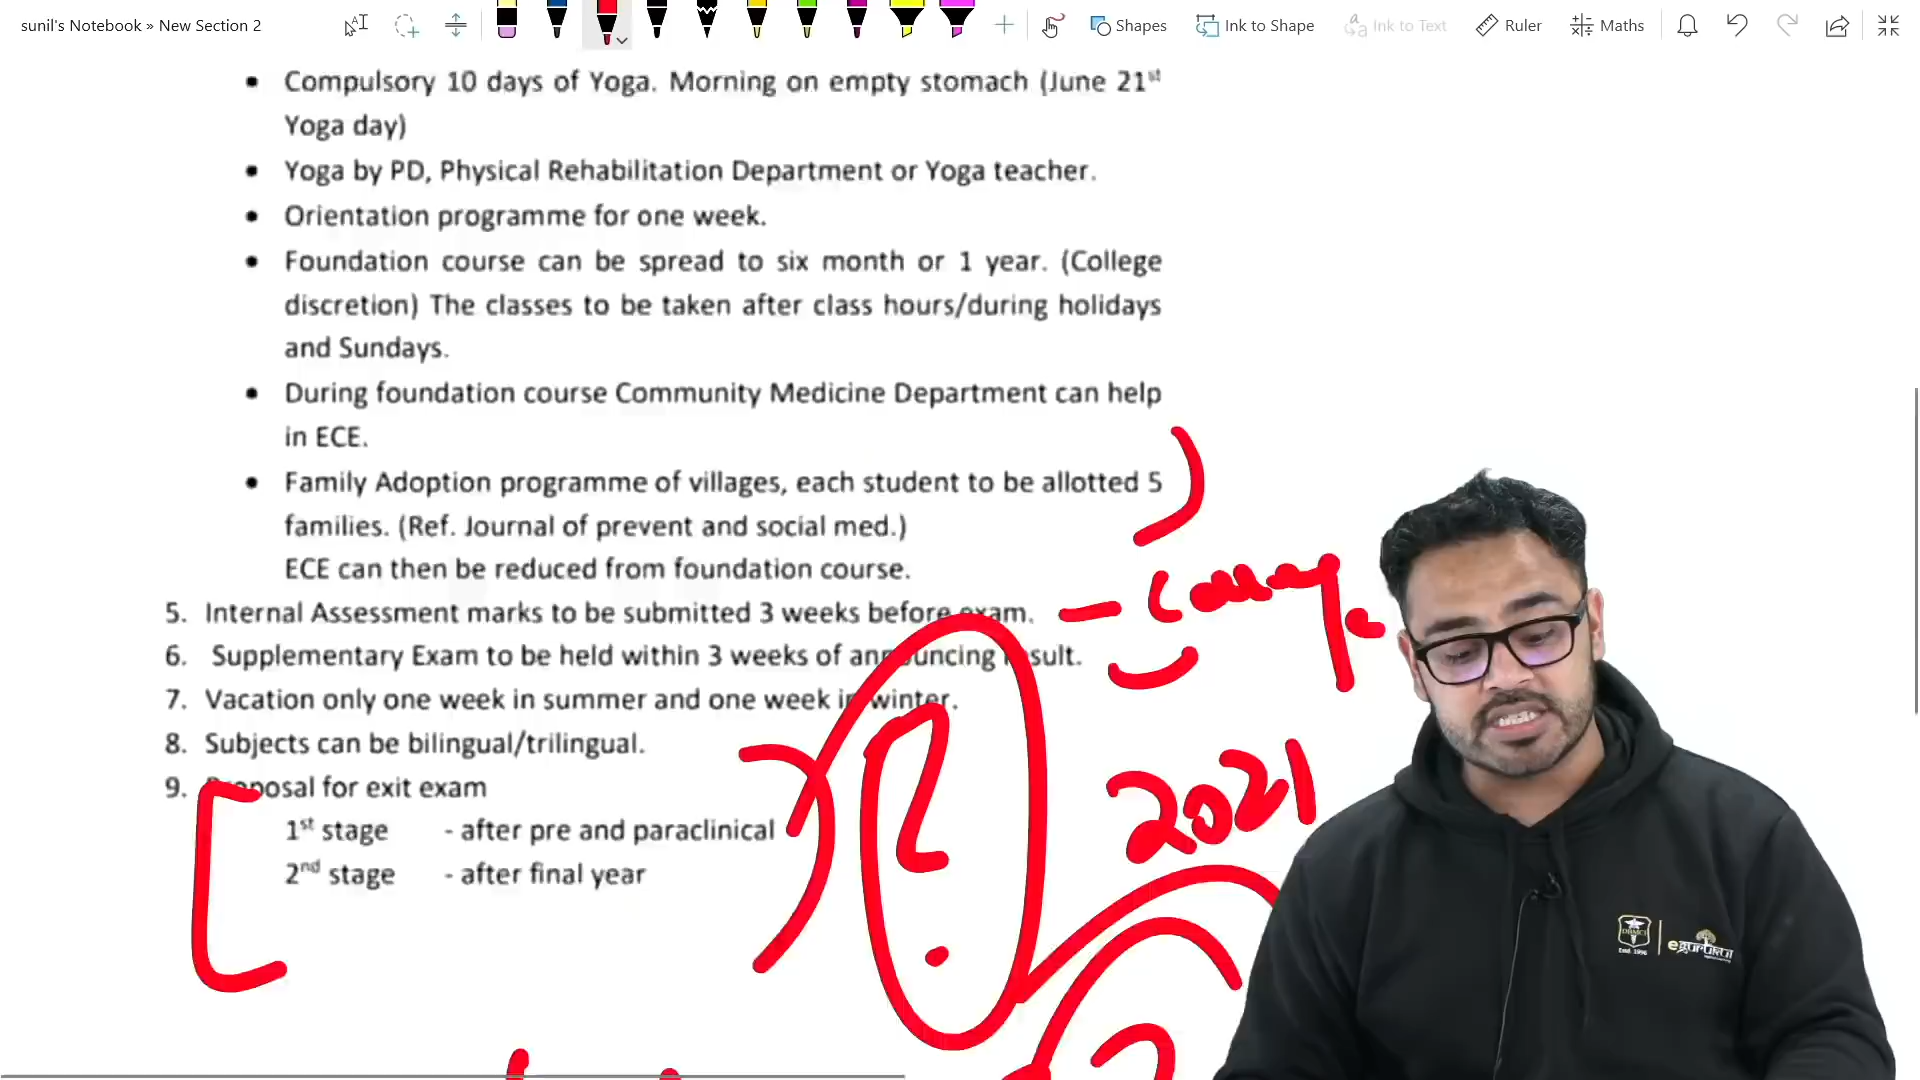 sunil's Notebook » New Section 2
Shapes
Ink to Shape
Ink to Text
Ruler
Maths
• Compulsory 10 days of Yoga. Morning on empty stomach (June 21st
Yoga day)
• Yoga by PD, Physical Rehabilitation Department or Yoga teacher.
• Orientation programme for one week.
• Foundation course can be spread to six month or 1 year. (College
discretion) The classes to be taken after class hours/during holidays
and Sundays.
• During foundation course Community Medicine Department can help
in ECE.
• Family Adoption programme of villages, each student to be allotted 5
families. (Ref. Journal of prevent and social med.)
ECE can then be reduced from foundation course.
5. Internal Assessment marks to be submitted 3 weeks before exam.
6. Supplementary Exam to be held within 3 weeks of announcing result.
7. Vacation only one week in summer and one week in winter.
8. Subjects can be bilingual/trilingual.
9. Proposal for exit exam
1st stage - after pre and paraclinical
2nd stage - after final year
2021
?
DBMCI
egurukul